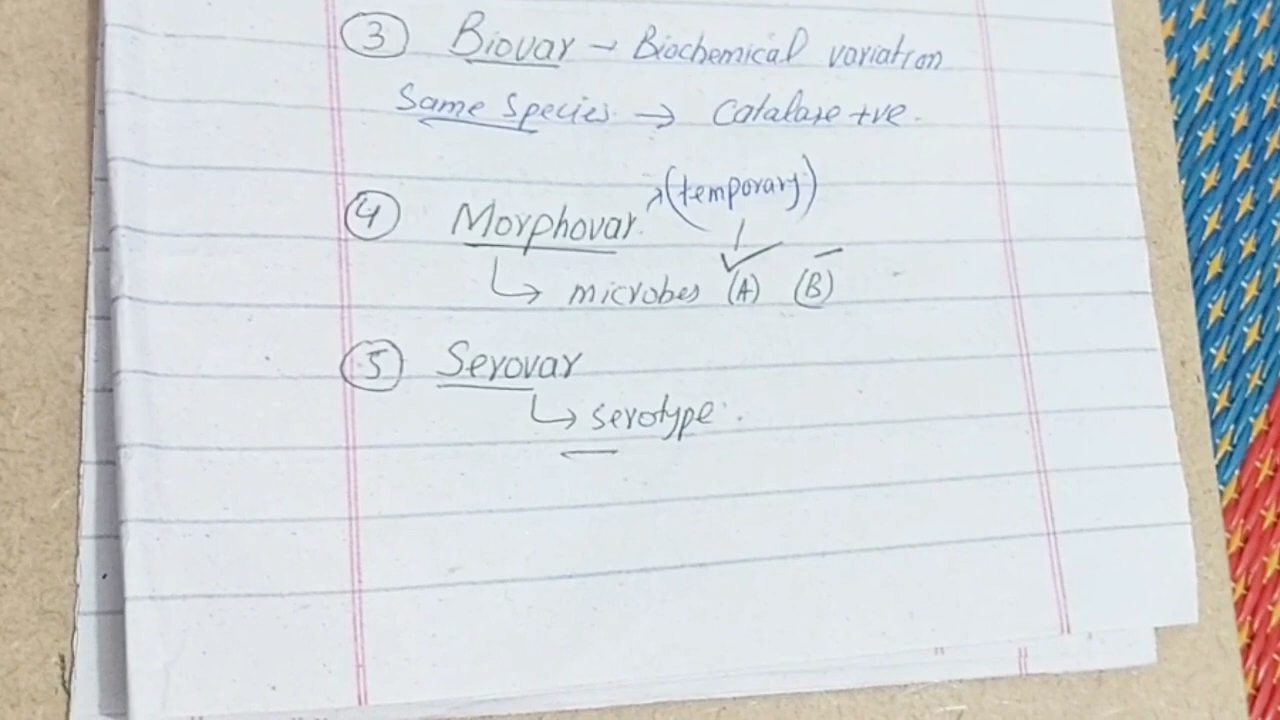 ③ Biovar → Biochemical variation
Same species → Catalase +ve.
④ Morphovar. → (temporary)
↳ microbes (A) (B)
⑤ Serovar
↳ serotype.